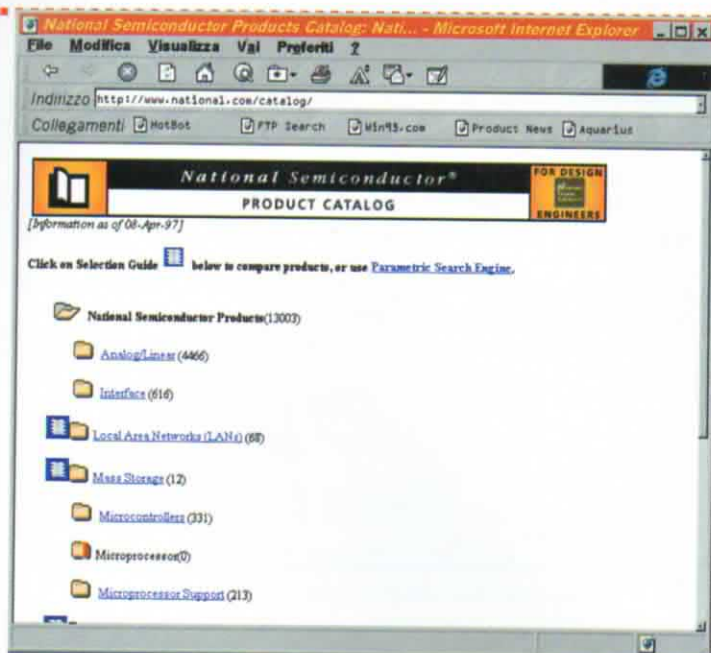 National Semiconductor Products Catalog: Nati... - Microsoft Internet Explorer
File Modifica Visualizza Vai Preferiti ?
Indirizzo http://www.national.com/catalog/
Collegamenti HotBot FTP Search Win95.com Product News Aquarius
National Semiconductor®
PRODUCT CATALOG
FOR DESIGN
ENGINEERS
[Information as of 08-Apr-97]
Click on Selection Guide below to compare products, or use Parametric Search Engine.
National Semiconductor Products(13003)
Analog/Linear (4466)
Interface (616)
Local Area Networks (LANs) (68)
Mass Storage (12)
Microcontrollers (331)
Microprocessor(0)
Microprocessor Support (213)